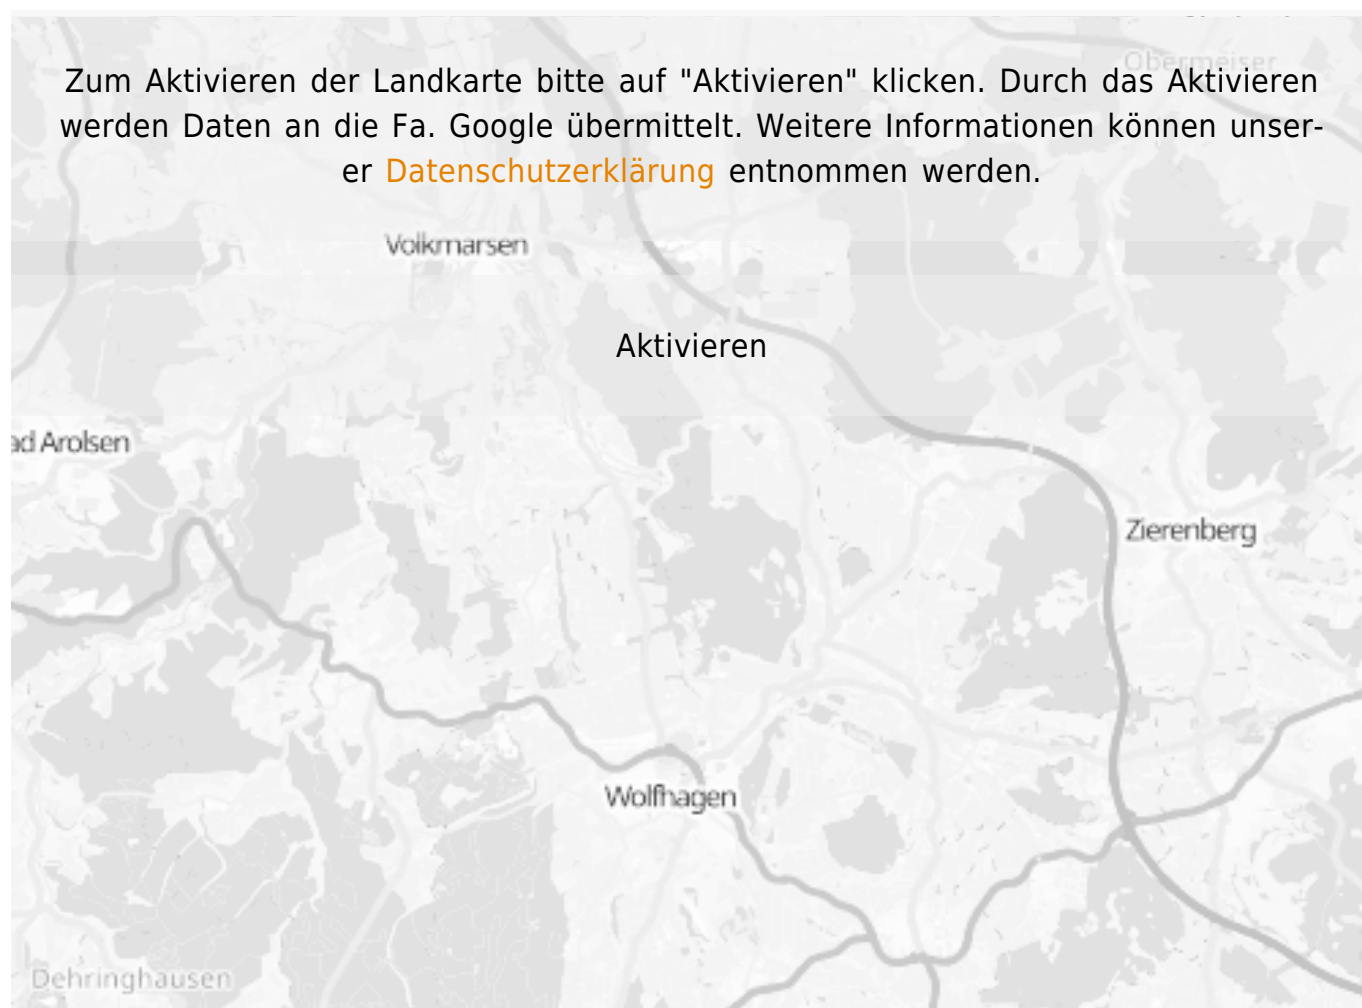 Obermeiser
Zum Aktivieren der Landkarte bitte auf "Aktivieren" klicken. Durch das Aktivieren
werden Daten an die Fa. Google übermittelt. Weitere Informationen können unser-
er Datenschutzerklärung entnommen werden.
Volkmarsen
Aktivieren
ad Arolsen
Zierenberg
Wolfhagen
Dehringhausen